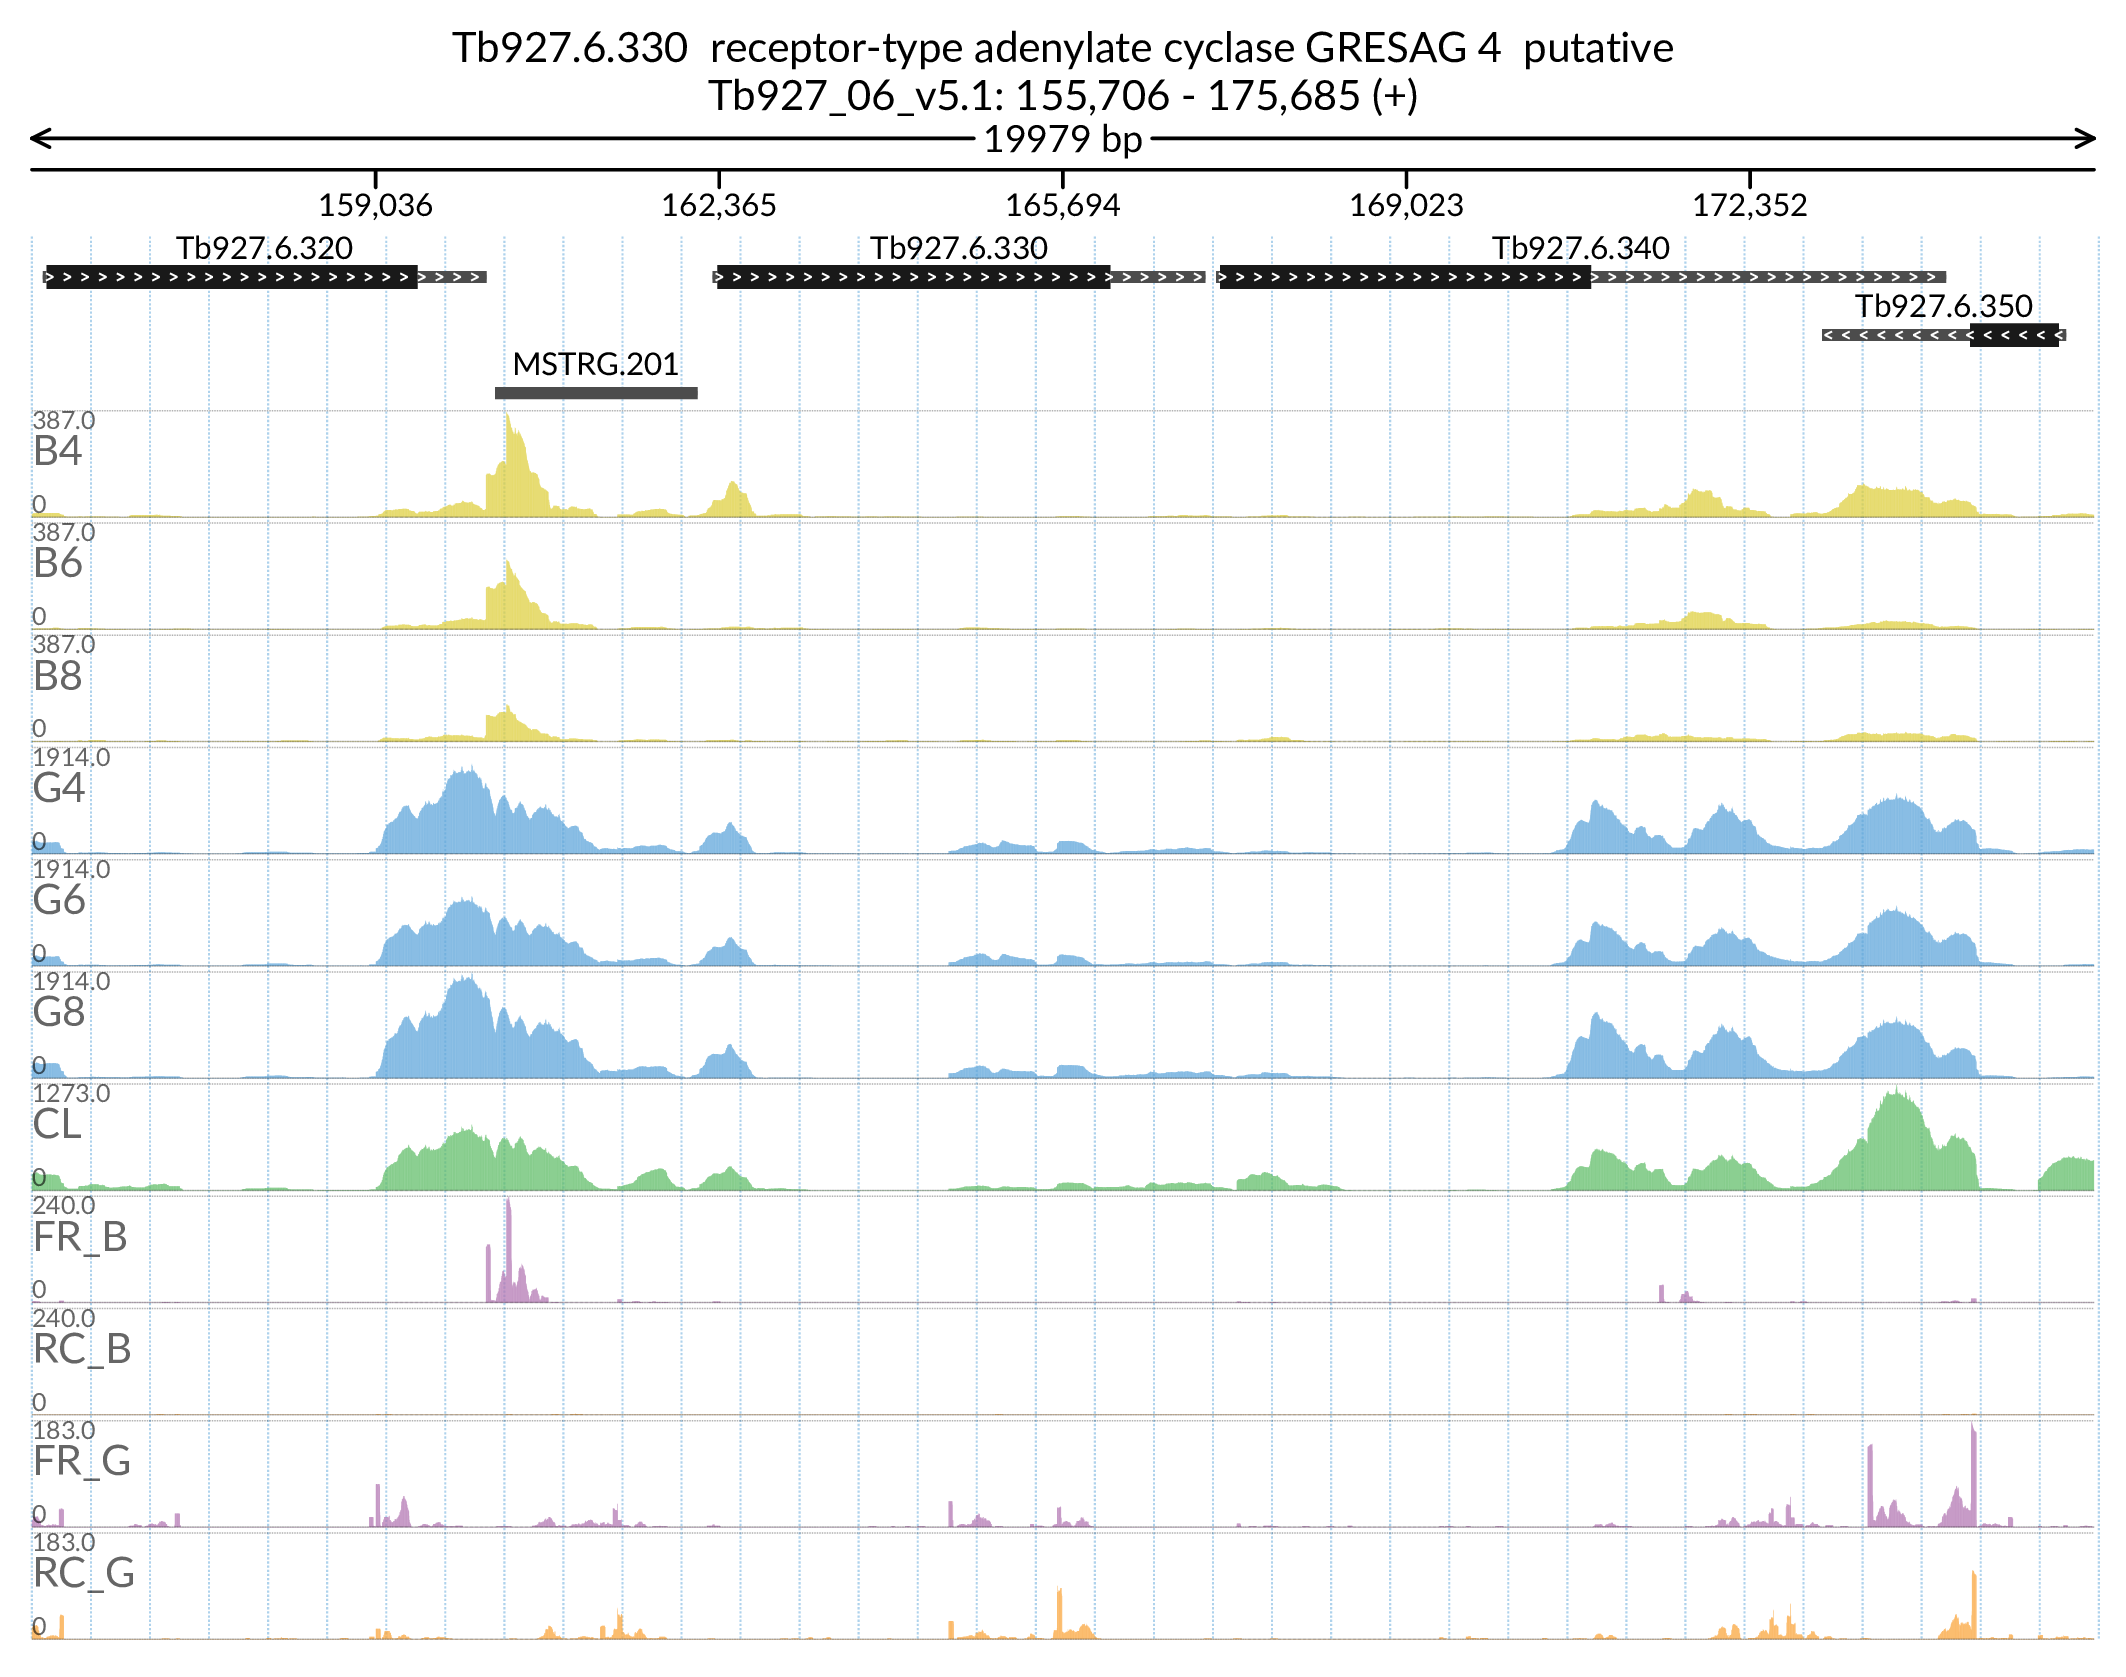 Tb927.6.330  receptor-type adenylate cyclase GRESAG 4  putative
Tb927_06_v5.1: 155,706 - 175,685 (+)
19979 bp
159,036 162,365 165,694 169,023 172,352
Tb927.6.320 Tb927.6.330 Tb927.6.340
Tb927.6.350
MSTRG.201
387.0
B4
0
387.0
B6
0
387.0
B8
0
1914.0
G4
0
1914.0
G6
0
1914.0
G8
0
1273.0
CL
0
240.0
FR_B
0
240.0
RC_B
0
183.0
FR_G
0
183.0
RC_G
0